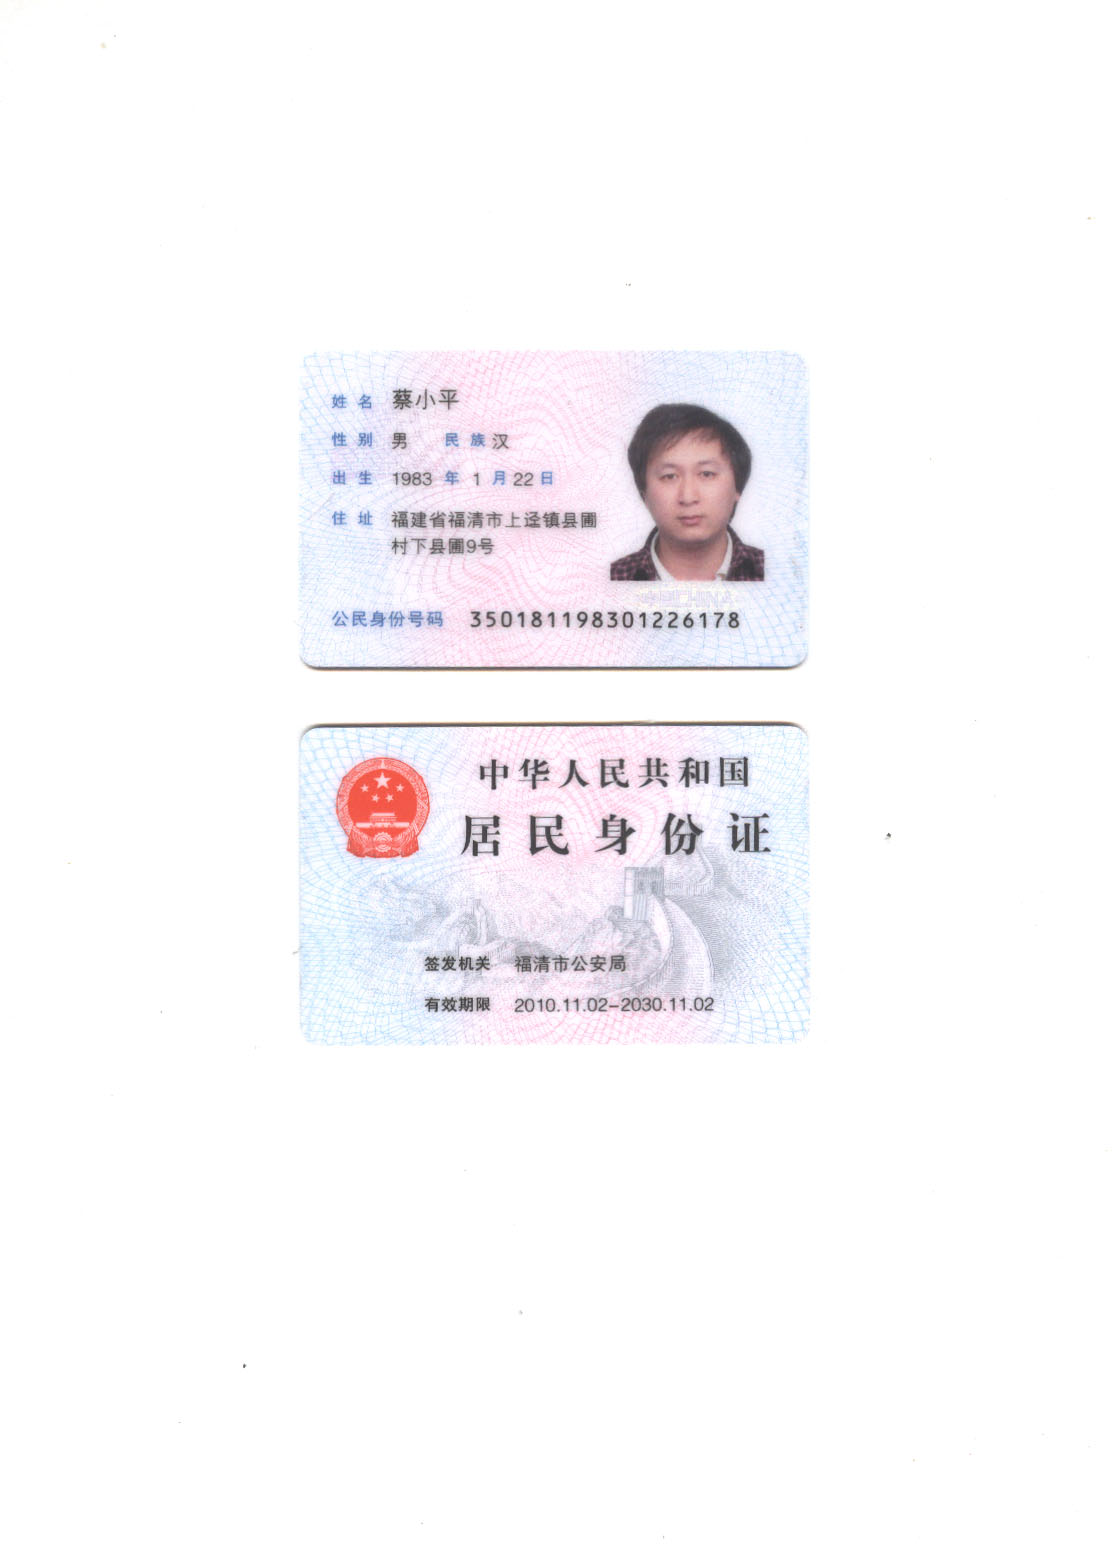 姓名 蔡小平
性别 男 民族 汉
出生 1983 年 1 月 22 日
住址 福建省福清市上迳镇县圃
村下县圃9号
公民身份号码 350181198301226178
中华人民共和国
居民身份证
签发机关 福清市公安局
有效期限 2010.11.02-2030.11.02